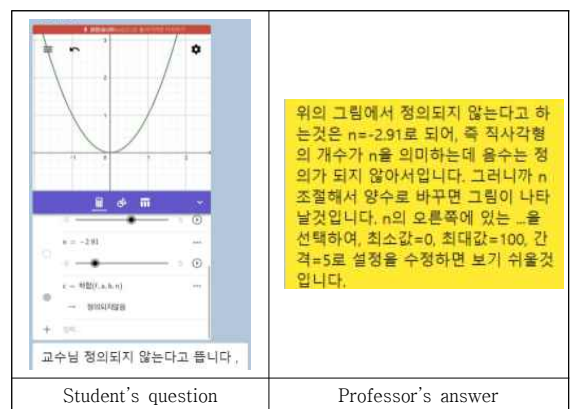 n = -2.91
c = 하합(f, a, b, n)
→ 정의되지않음
교수님 정의되지 않는다고 뜹니다 ,
위의 그림에서 정의되지 않는다고 하
는것은 n=-2.91로 되어, 즉 직사각형
의 개수가 n을 의미하는데 음수는 정
의가 되지 않아서입니다. 그러니까 n
조절해서 양수로 바꾸면 그림이 나타
날것입니다. n의 오른쪽에 있는 ...을
선택하여, 최소값=0, 최대값=100, 간
격=5로 설정을 수정하면 보기 쉬울것
입니다.
Student's question
Professor's answer